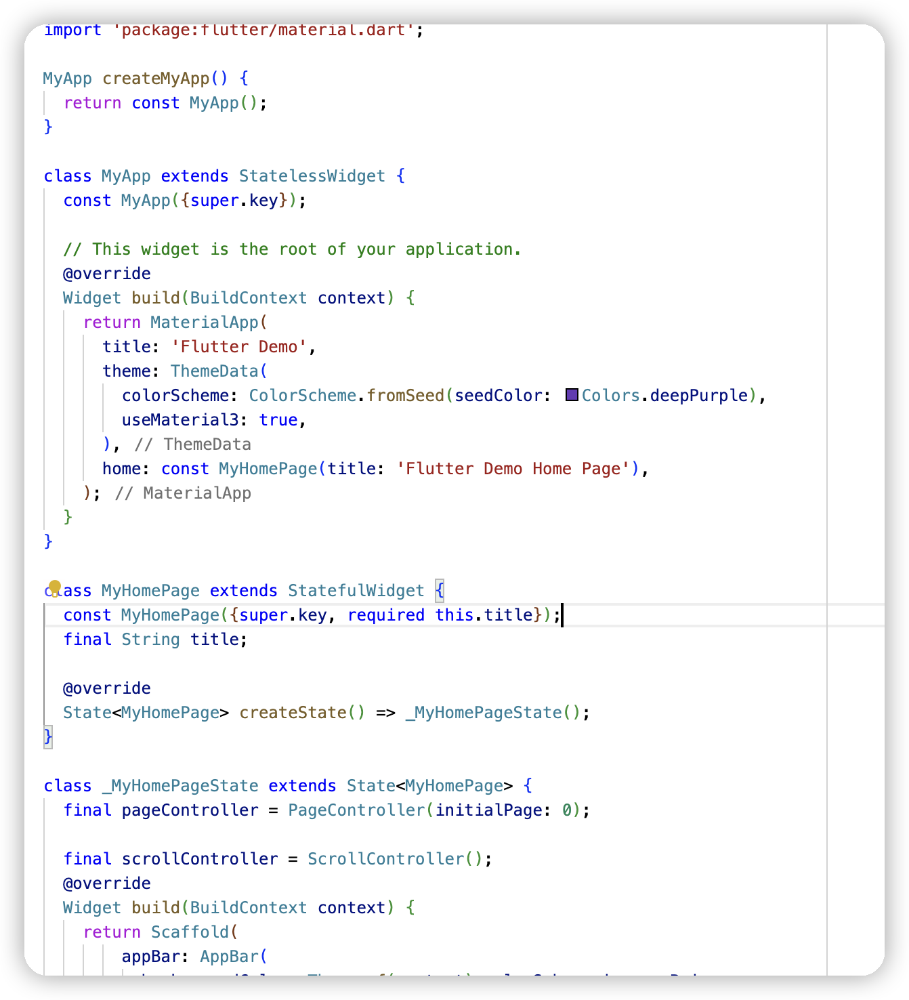 import 'package:flutter/material.dart';
MyApp createMyApp() {
return const MyApp();
}
class MyApp extends StatelessWidget {
const MyApp({super.key});
// This widget is the root of your application.
@override
Widget build(BuildContext context) {
return MaterialApp(
title: 'Flutter Demo',
theme: ThemeData(
colorScheme: ColorScheme.fromSeed(seedColor: Colors.deepPurple),
useMaterial3: true,
), // ThemeData
home: const MyHomePage(title: 'Flutter Demo Home Page'),
); // MaterialApp
}
}
class MyHomePage extends StatefulWidget {
const MyHomePage({super.key, required this.title});
final String title;
@override
State<MyHomePage> createState() => _MyHomePageState();
}
class _MyHomePageState extends State<MyHomePage> {
final pageController = PageController(initialPage: 0);
final scrollController = ScrollController();
@override
Widget build(BuildContext context) {
return Scaffold(
appBar: AppBar(